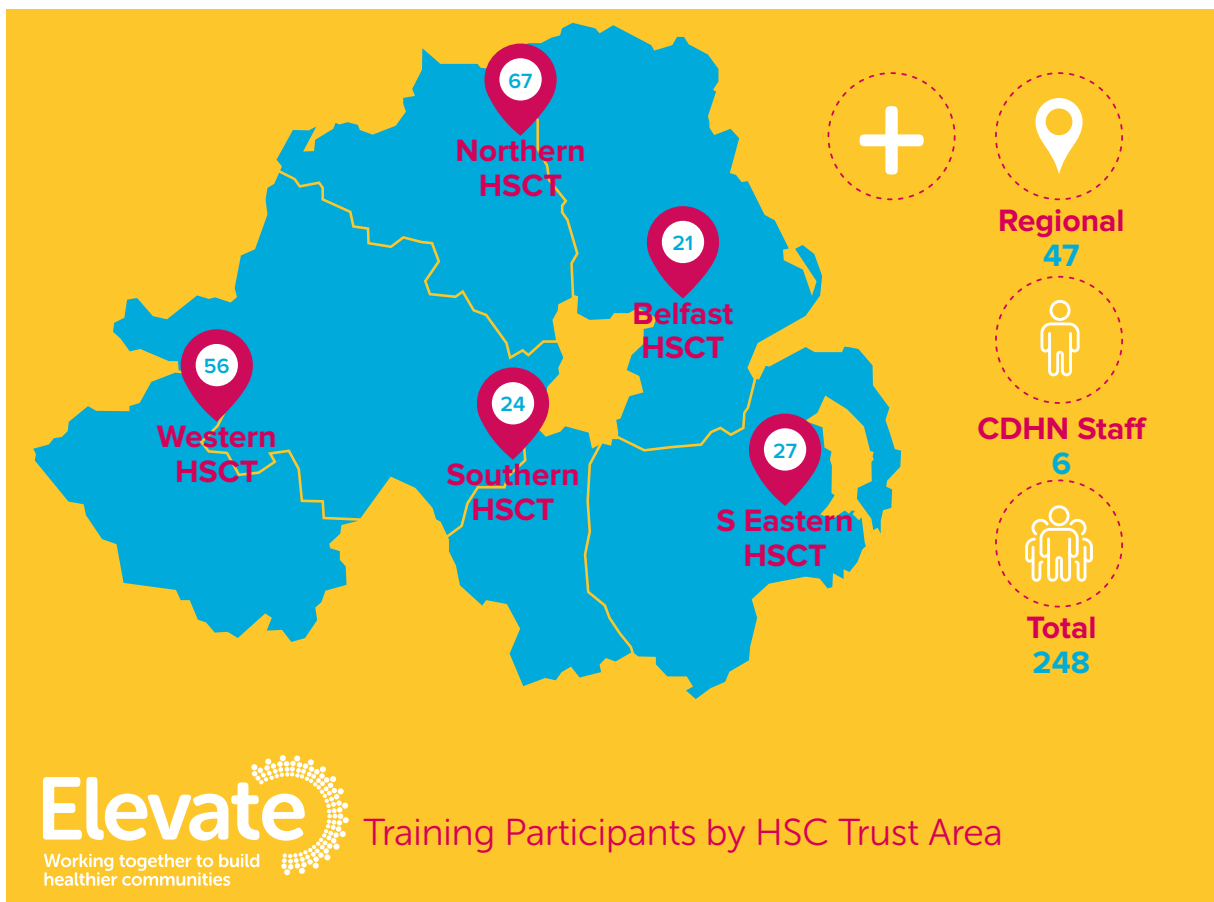 67
Northern
HSCT
21
Belfast
HSCT
56
Western
HSCT
24
Southern
HSCT
27
S Eastern
HSCT
Regional
47
CDHN Staff
6
Total
248
Elevate
Working together to build
healthier communities
Training Participants by HSC Trust Area